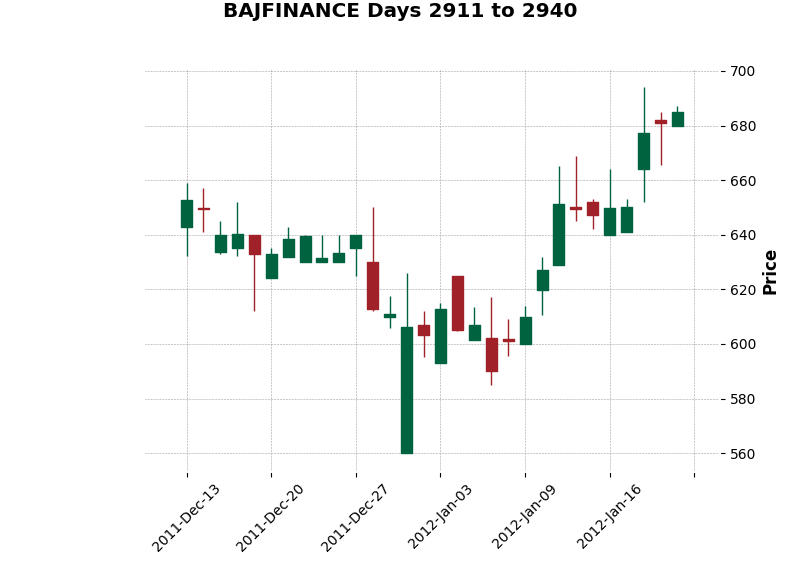 BAJFINANCE Days 2911 to 2940
700
680
660
640
620
600
580
560
Price
2011-Dec-13
2011-Dec-20
2011-Dec-27
2012-Jan-03
2012-Jan-09
2012-Jan-16